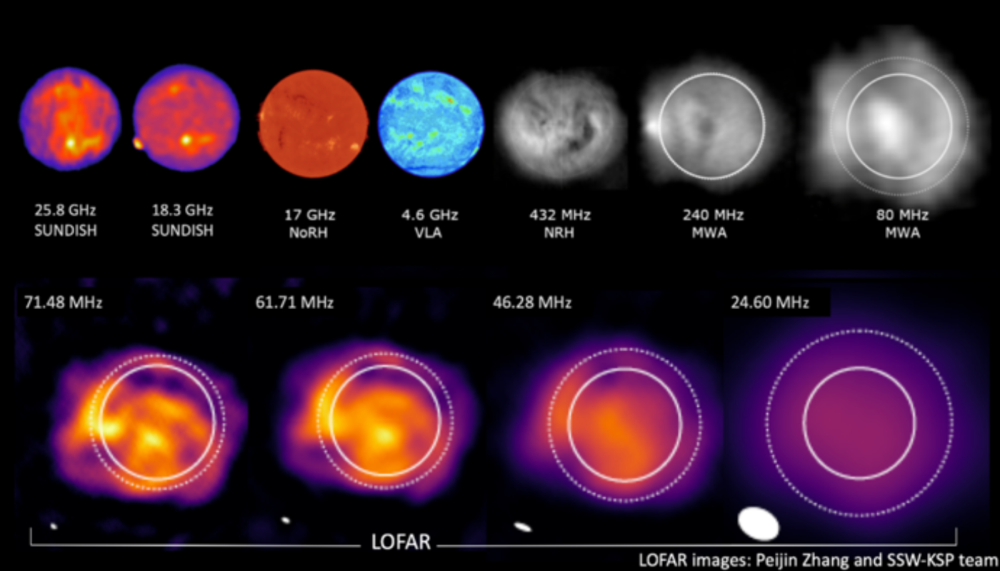 25.8 GHz
SUNDISH
18.3 GHz
SUNDISH
17 GHz
NoRH
4.6 GHz
VLA
432 MHz
NRH
240 MHz
MWA
80 MHz
MWA
71.48 MHz
61.71 MHz
46.28 MHz
24.60 MHz
LOFAR
LOFAR images: Peijin Zhang and SSW-KSP team